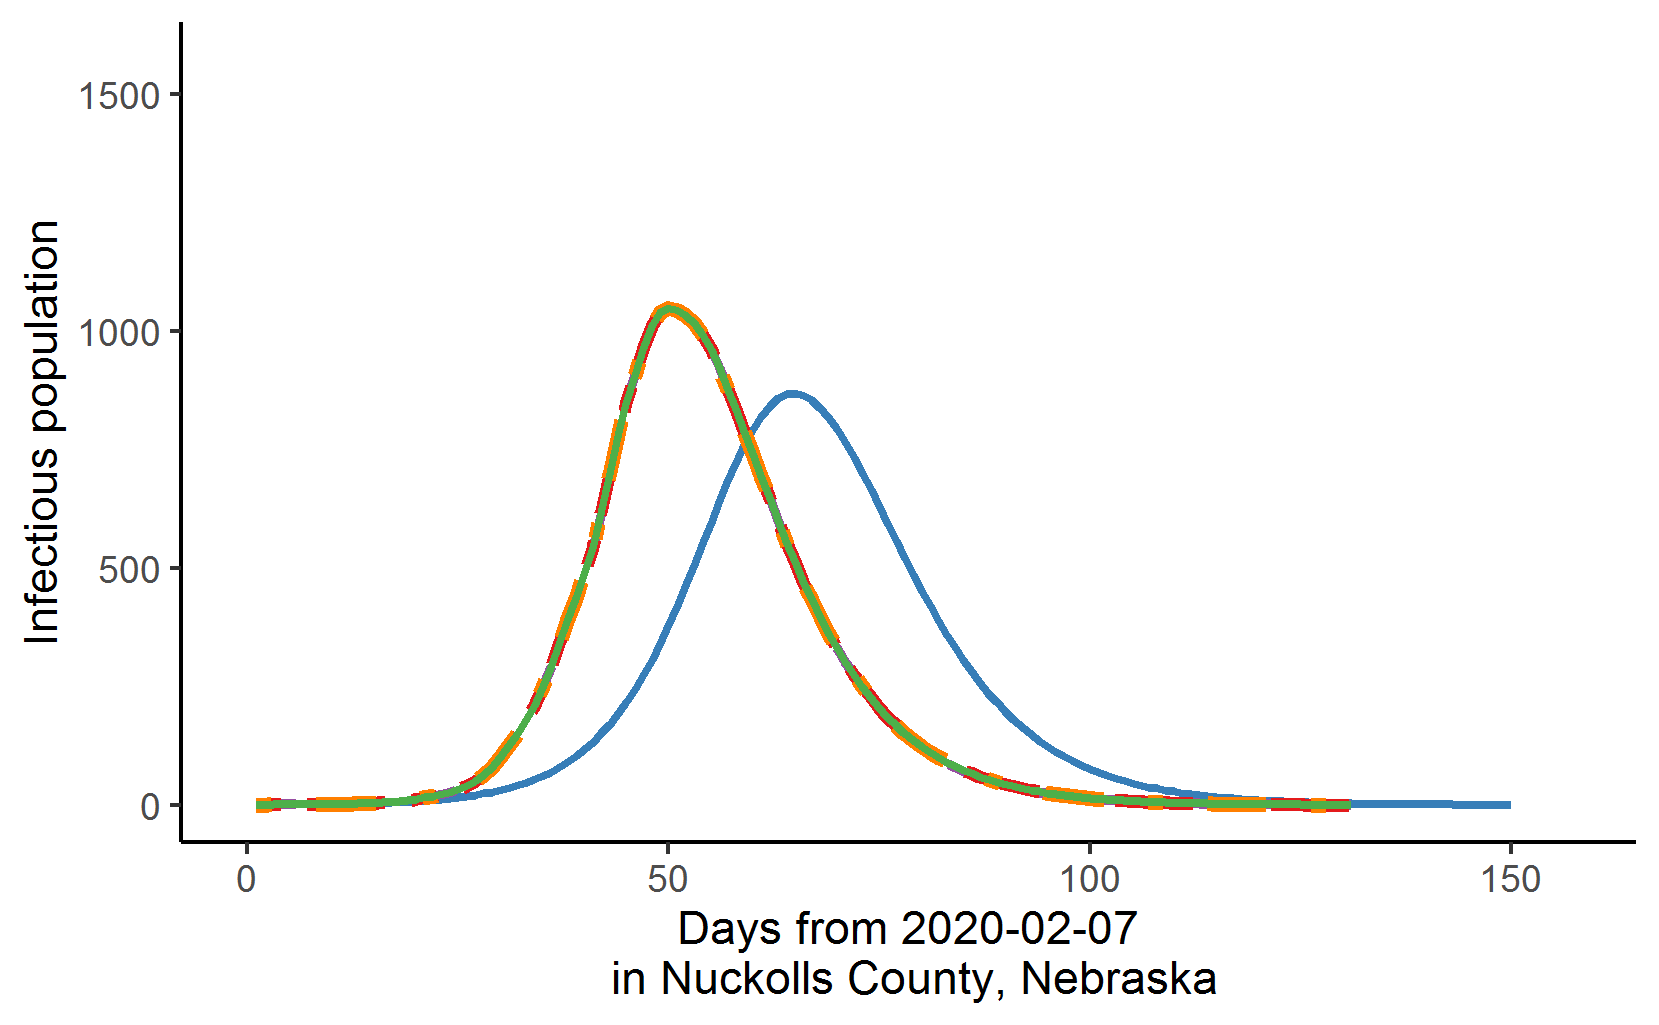 Infectious population
1500
1000
500
0
0 50 100 150
Days from 2020-02-07
in Nuckolls County, Nebraska